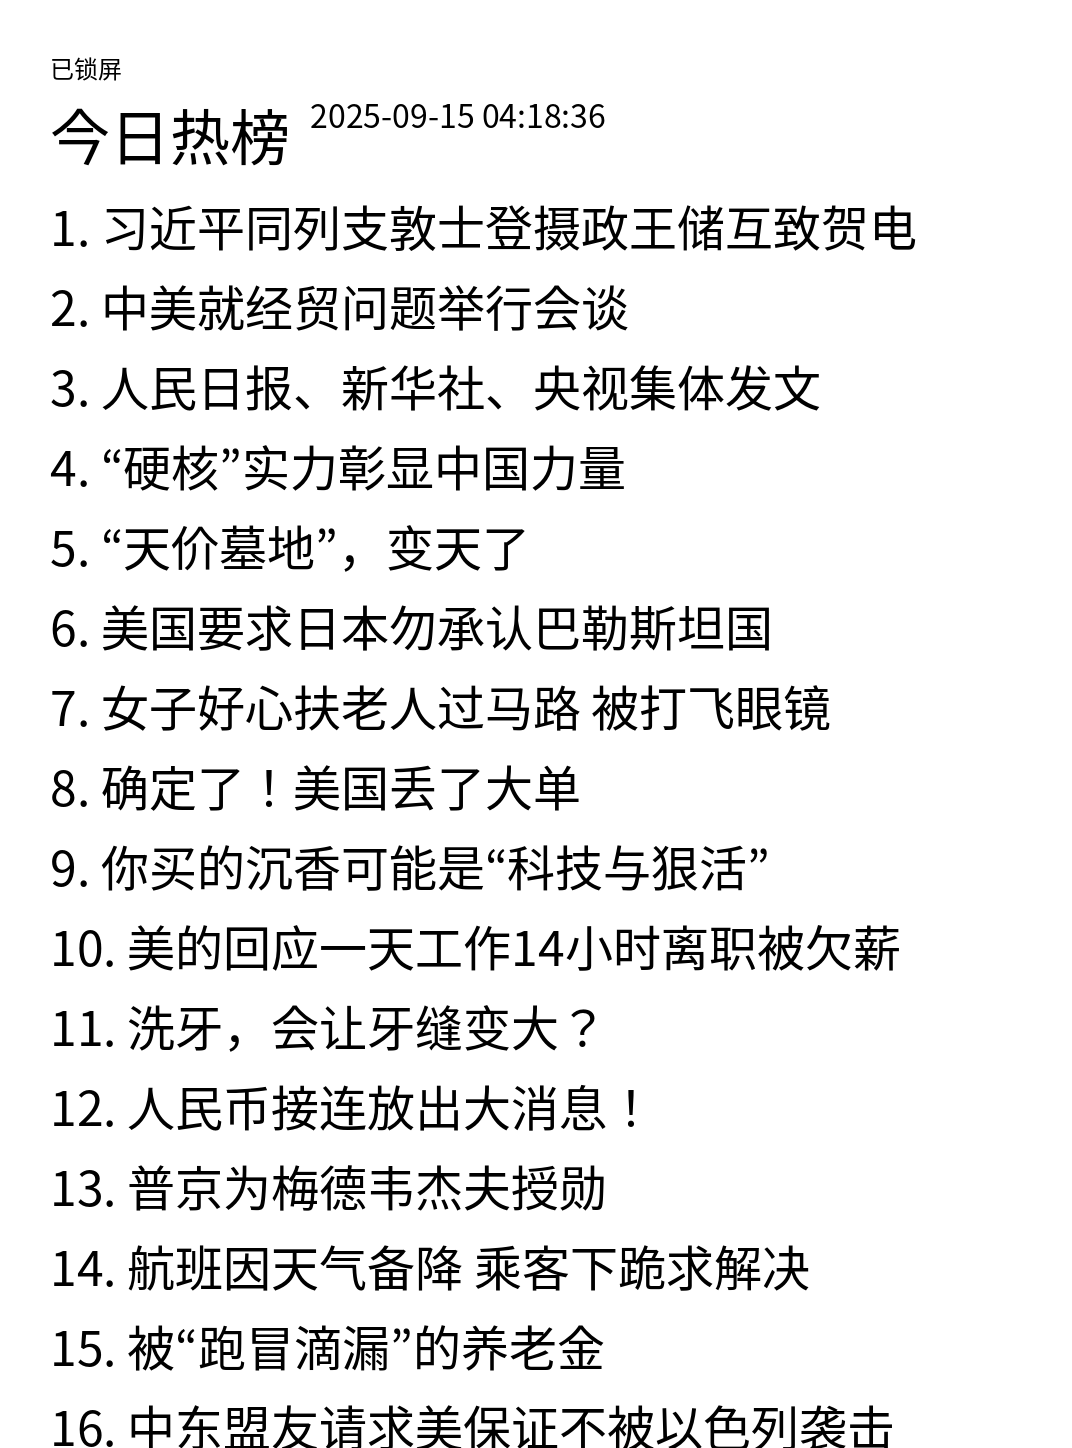 已锁屏
今日热榜 2025-09-15 04:18:36
1. 习近平同列支敦士登摄政王储互致贺电
2. 中美就经贸问题举行会谈
3. 人民日报、新华社、央视集体发文
4. “硬核”实力彰显中国力量
5. “天价墓地”，变天了
6. 美国要求日本勿承认巴勒斯坦国
7. 女子好心扶老人过马路 被打飞眼镜
8. 确定了！美国丢了大单
9. 你买的沉香可能是“科技与狠活”
10. 美的回应一天工作14小时离职被欠薪
11. 洗牙，会让牙缝变大？
12. 人民币接连放出大消息！
13. 普京为梅德韦杰夫授勋
14. 航班因天气备降 乘客下跪求解决
15. 被“跑冒滴漏”的养老金
16. 中东盟友请求美保证不被以色列袭击